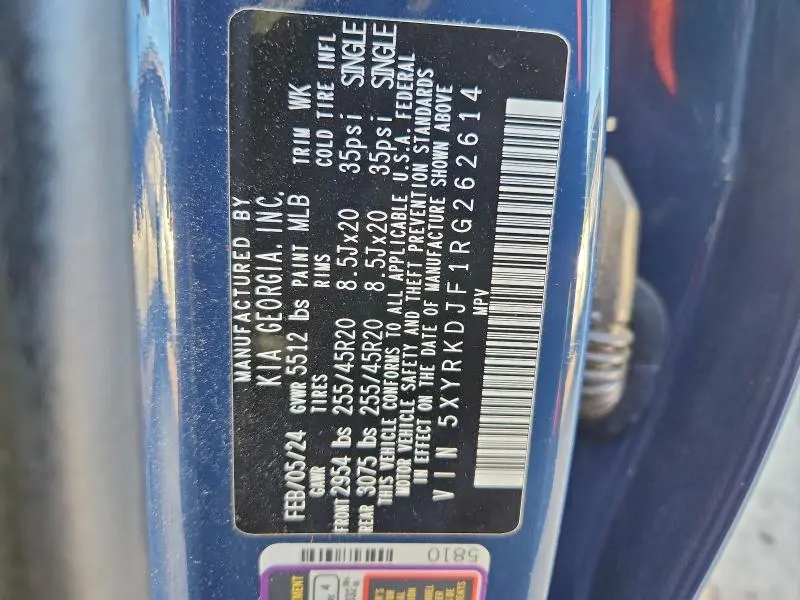 MANUFACTURED BY
KIA GEORGIA, INC.
FEB/05/24 GVWR 5512 lbs PAINT MLB TRIM WK
GAWR TIRES RIMS COLD TIRE INFL
FRONT 2954 lbs 255/45R20 8.5Jx20 35psi SINGLE
REAR 3075 lbs 255/45R20 8.5Jx20 35psi SINGLE
THIS VEHICLE CONFORMS TO ALL APPLICABLE U.S.A. FEDERAL
MOTOR VEHICLE SAFETY AND THEFT PREVENTION STANDARDS
IN EFFECT ON THE DATE OF MANUFACTURE SHOWN ABOVE
VIN 5XYRKDJF1RG262614
MPV
5810